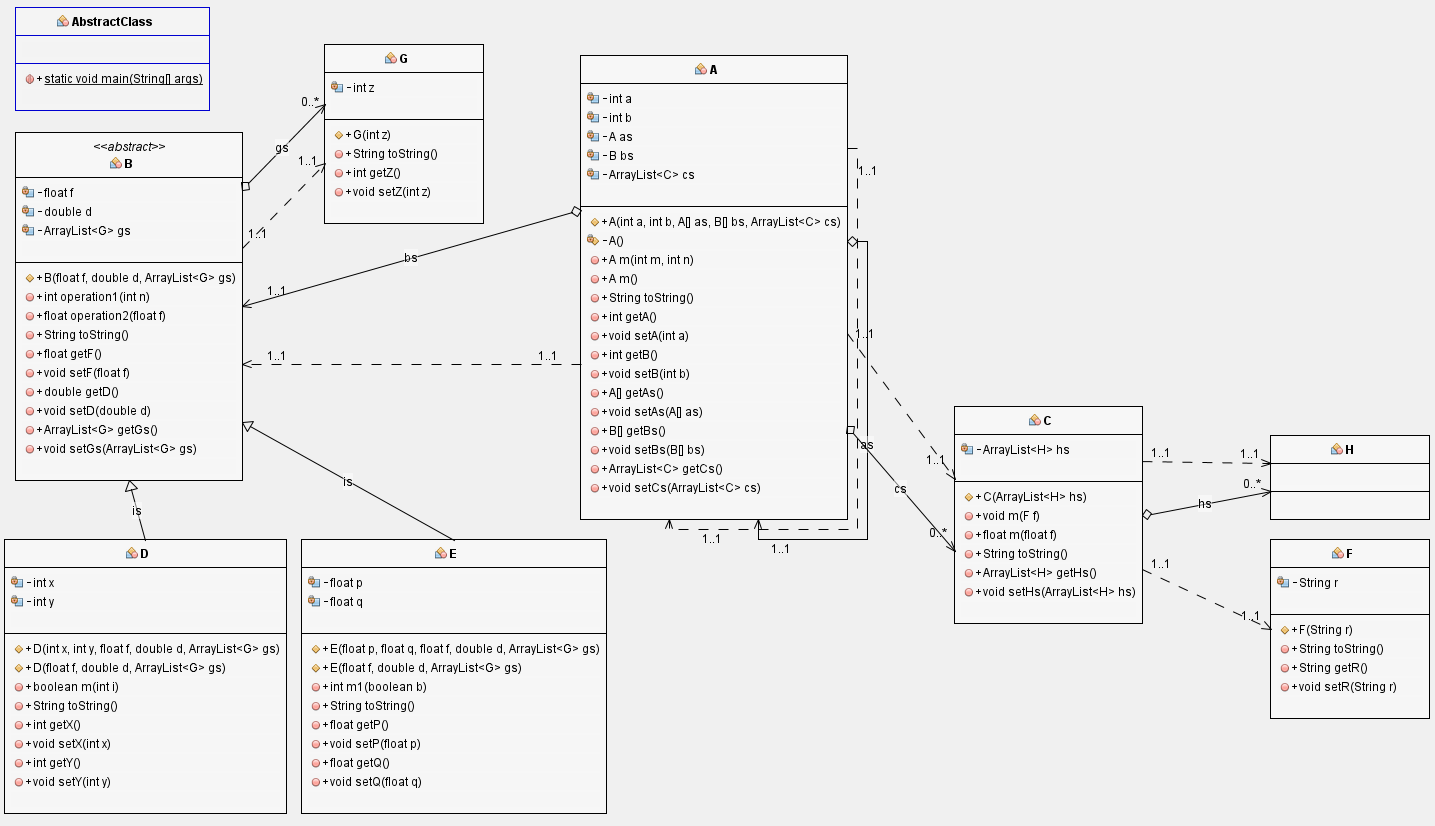 AbstractClass
+ static void main(String[] args)
G
- int z
+ G(int z)
+ String toString()
+ int getZ()
+ void setZ(int z)
0..*
gs
1..1
1..1
<<abstract>>
B
- float f
- double d
- ArrayList<G> gs
+ B(float f, double d, ArrayList<G> gs)
+ int operation1(int n)
+ float operation2(float f)
+ String toString()
+ float getF()
+ void setF(float f)
+ double getD()
+ void setD(double d)
+ ArrayList<G> getGs()
+ void setGs(ArrayList<G> gs)
A
- int a
- int b
- A as
- B bs
- ArrayList<C> cs
+ A(int a, int b, A[] as, B[] bs, ArrayList<C> cs)
- A()
+ A m(int m, int n)
+ A m()
+ String toString()
+ int getA()
+ void setA(int a)
+ int getB()
+ void setB(int b)
+ A[] getAs()
+ void setAs(A[] as)
+ B[] getBs()
+ void setBs(B[] bs)
+ ArrayList<C> getCs()
+ void setCs(ArrayList<C> cs)
bs
1..1
1..1
1..1
1..1
1..1
as
1..1
cs
0..*
1..1
1..1
C
- ArrayList<H> hs
+ C(ArrayList<H> hs)
+ void m(F f)
+ float m(float f)
+ String toString()
+ ArrayList<H> getHs()
+ void setHs(ArrayList<H> hs)
1..1
1..1
0..*
hs
1..1
1..1
H
F
- String r
+ F(String r)
+ String toString()
+ String getR()
+ void setR(String r)
is
is
D
- int x
- int y
+ D(int x, int y, float f, double d, ArrayList<G> gs)
+ D(float f, double d, ArrayList<G> gs)
+ boolean m(int i)
+ String toString()
+ int getX()
+ void setX(int x)
+ int getY()
+ void setY(int y)
E
- float p
- float q
+ E(float p, float q, float f, double d, ArrayList<G> gs)
+ E(float f, double d, ArrayList<G> gs)
+ int m1(boolean b)
+ String toString()
+ float getP()
+ void setP(float p)
+ float getQ()
+ void setQ(float q)